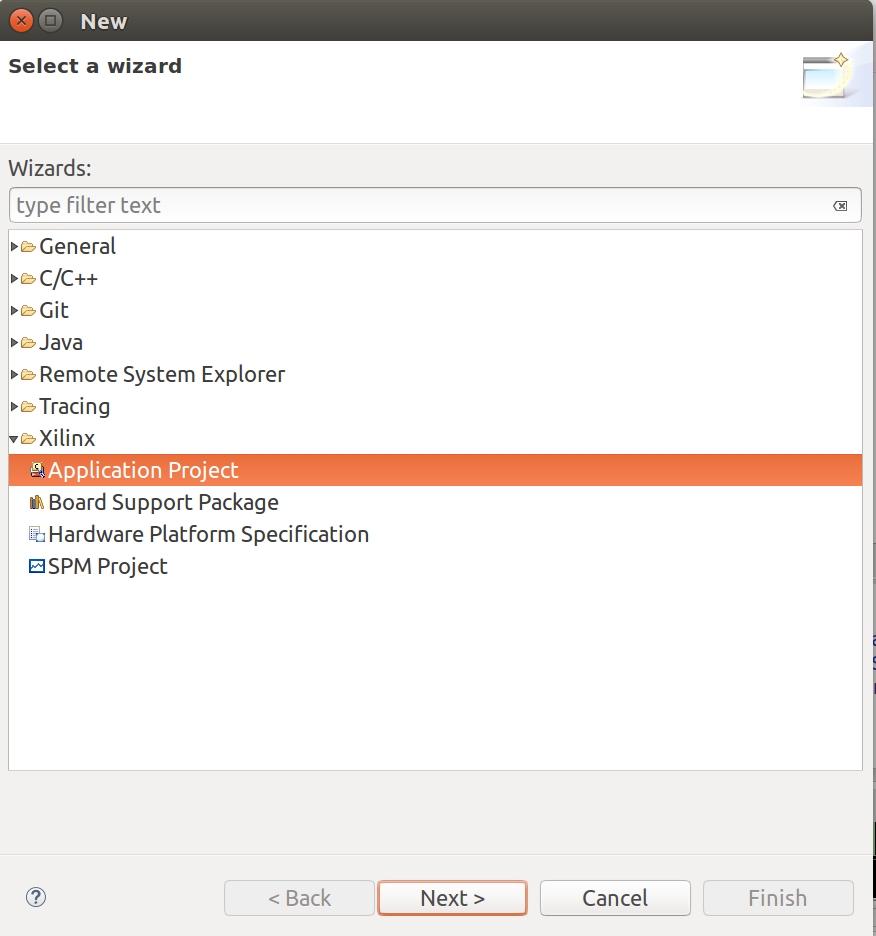 New
Select a wizard
Wizards:
type filter text
General
C/C++
Git
Java
Remote System Explorer
Tracing
Xilinx
Application Project
Board Support Package
Hardware Platform Specification
SPM Project
< Back Next > Cancel Finish